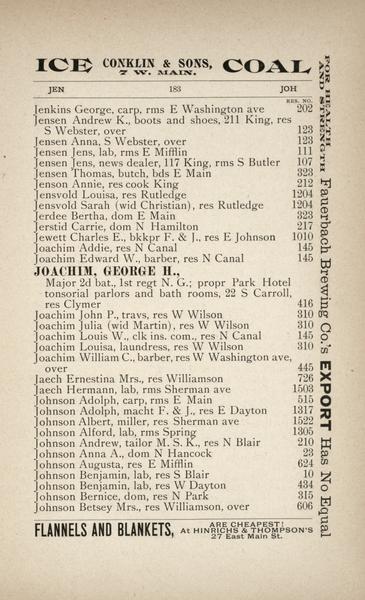 ICE CONKLIN & SONS, 7 W. MAIN. COAL
JEN 183 JOH
RES. NO.
Jenkins George, carp, rms E Washington ave 202
Jensen Andrew K., boots and shoes, 211 King, res
S Webster, over 123
Jensen Anna, S Webster, over 123
Jensen Jens, lab, rms E Mifflin 111
Jensen Jens, news dealer, 117 King, rms S Butler 107
Jensen Thomas, butch, bds E Main 323
Jenson Annie, res cook King 212
Jensvold Louisa, res Rutledge 1204
Jensvold Sarah (wid Christian), res Rutledge 1204
Jerdee Bertha, dom E Main 323
Jerstid Carrie, dom N Hamilton 217
Jewett Charles E., bkkpr F. & J., res E Johnson 1010
Joachim Addie, res N Canal 145
Joachim Edward W., barber, res N Canal 145
JOACHIM, GEORGE H.,
Major 2d bat., 1st regt N. G.; propr Park Hotel
tonsorial parlors and bath rooms, 22 S Carroll,
res Clymer 416
Joachim John P., travs, res W Wilson 310
Joachim Julia (wid Martin), res W Wilson 310
Joachim Louis W., clk ins. com., res N Canal 145
Joachim Louisa, laundress, res W Wilson 310
Joachim William C., barber, res W Washington ave,
over 445
Jaech Ernestina Mrs., res Williamson 726
Jaech Hermann, lab, rms Sherman ave 1503
Johnson Adolph, carp, rms E Main 515
Johnson Adolph, macht F. & J., res E Dayton 1317
Johnson Albert, miller, res Sherman ave 1522
Johnson Alford, lab, rms Spring 1305
Johnson Andrew, tailor M. S. K., res N Blair 210
Johnson Anna A., dom N Hancock 23
Johnson Augusta, res E Mifflin 624
Johnson Benjamin, lab, res S Blair 10
Johnson Benjamin, lab, res W Dayton 434
Johnson Bernice, dom, res N Park 315
Johnson Betsey Mrs., res Williamson, over 606
FLANNELS AND BLANKETS, ARE CHEAPEST! At HINRICHS & THOMPSON'S 27 East Main St.
FOR HEALTH AND STRENGTH Fauerbach Brewing Co.'s EXPORT Has No Equal